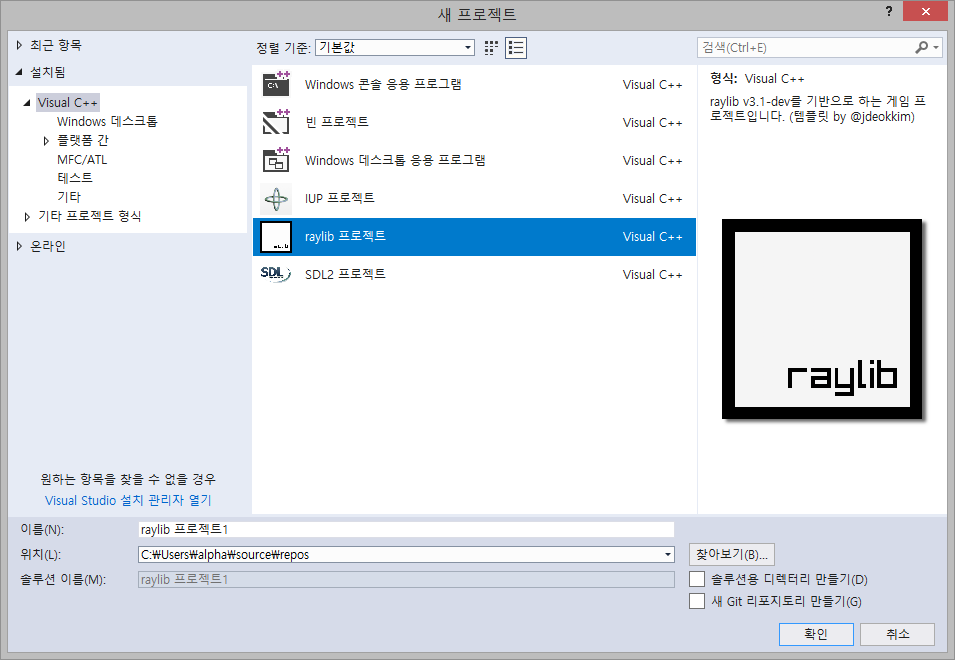 새 프로젝트
?
최근 항목
정렬 기준: 기본값
검색(Ctrl+E)
설치됨
Visual C++
Windows 데스크톱
플랫폼 간
MFC/ATL
테스트
기타
기타 프로젝트 형식
온라인
원하는 항목을 찾을 수 없을 경우
Visual Studio 설치 관리자 열기
Windows 콘솔 응용 프로그램 Visual C++
빈 프로젝트 Visual C++
Windows 데스크톱 응용 프로그램 Visual C++
IUP 프로젝트 Visual C++
raylib 프로젝트 Visual C++
SDL SDL2 프로젝트 Visual C++
형식: Visual C++
raylib v3.1-dev를 기반으로 하는 게임 프
로젝트입니다. (템플릿 by @jdeokkim)
raylib
이름(N): raylib 프로젝트1
위치(L): C:₩Users₩alpha₩source₩repos 찾아보기(B)...
솔루션 이름(M): raylib 프로젝트1 솔루션용 디렉터리 만들기(D)
새 Git 리포지토리 만들기(G)
확인 취소